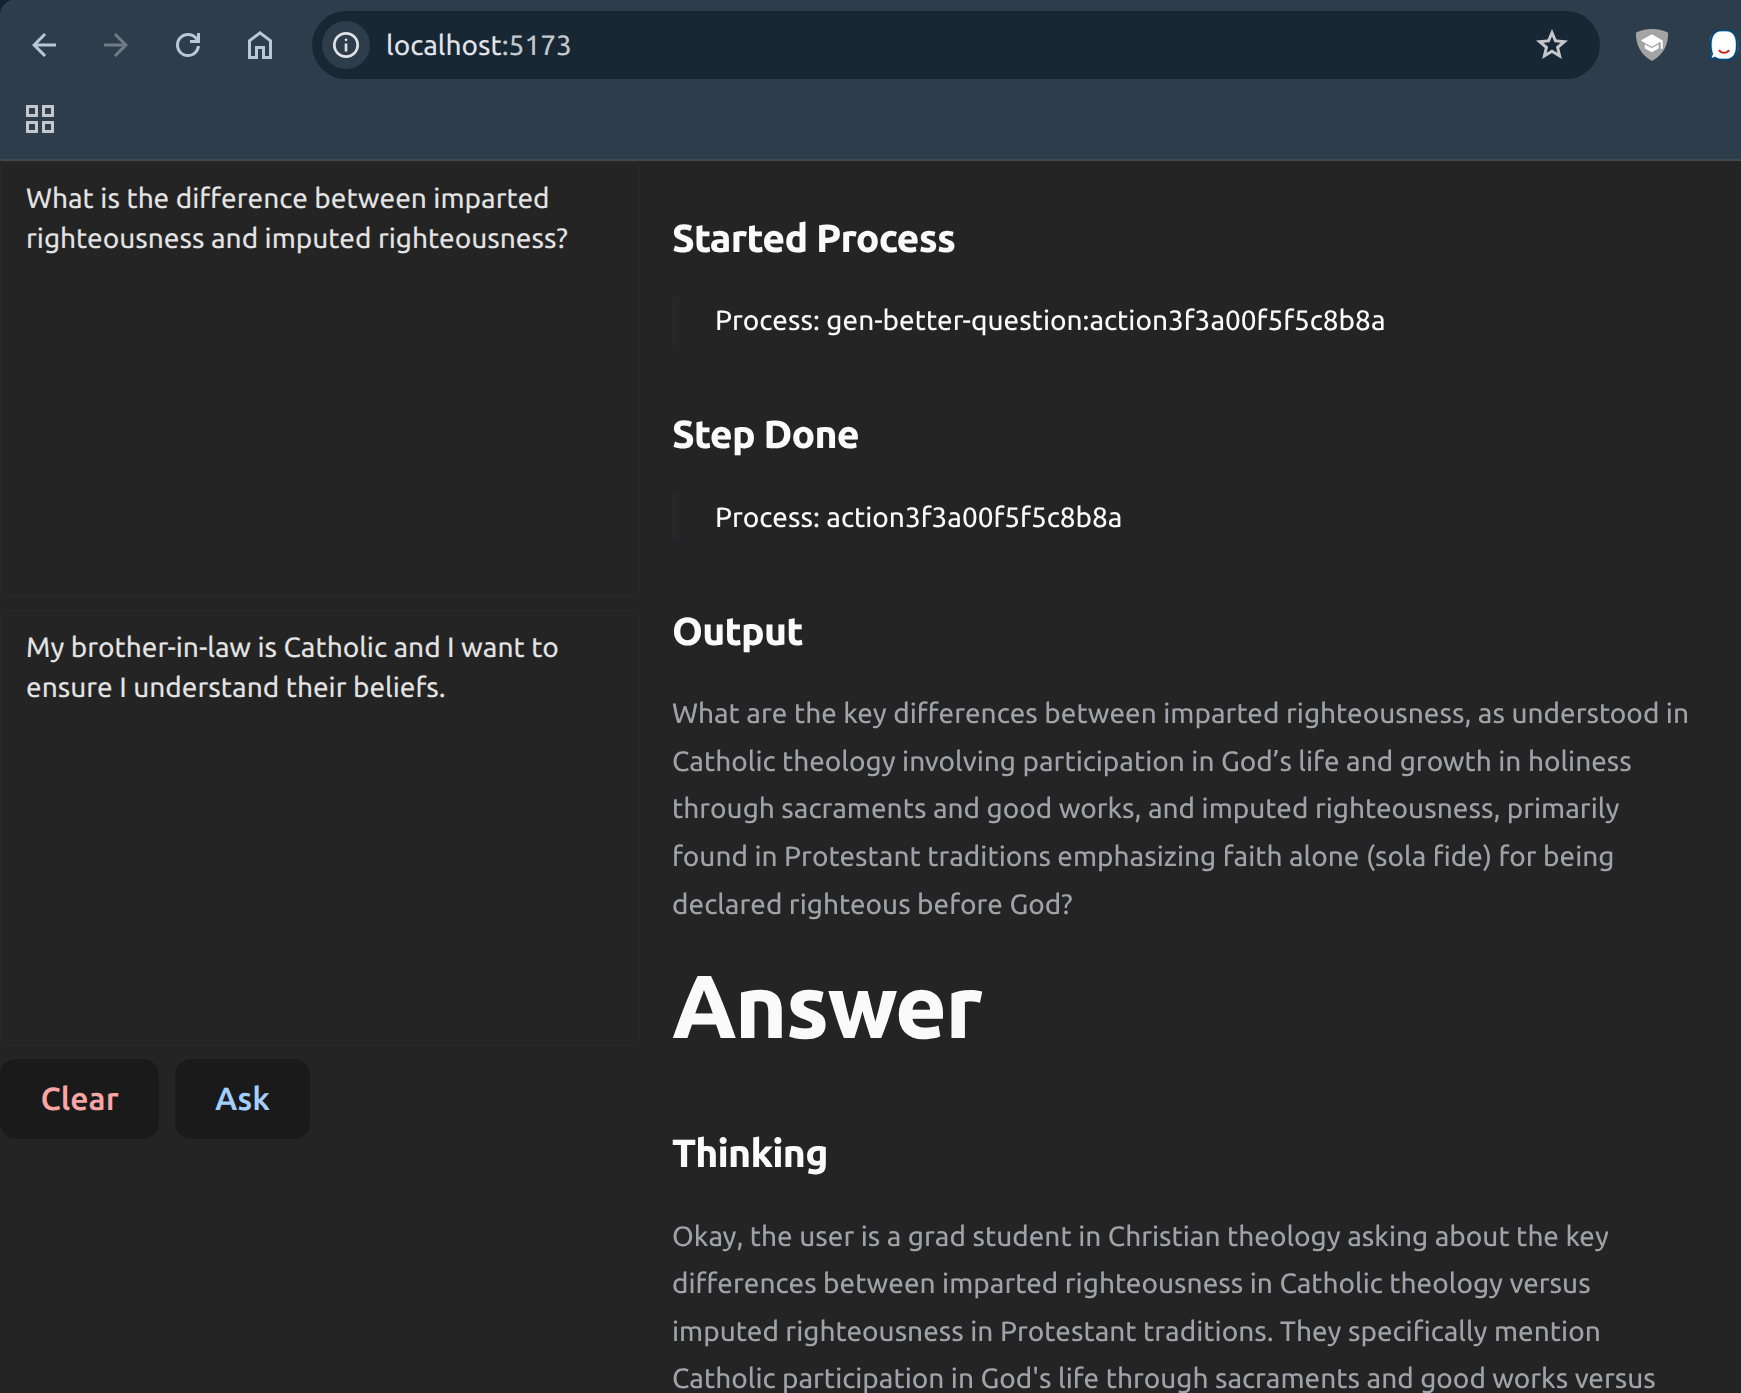 localhost:5173
What is the difference between imparted
righteousness and imputed righteousness?
My brother-in-law is Catholic and I want to
ensure I understand their beliefs.
Clear
Ask
Started Process
Process: gen-better-question:action3f3a00f5f5c8b8a
Step Done
Process: action3f3a00f5f5c8b8a
Output
What are the key differences between imparted righteousness, as understood in
Catholic theology involving participation in God’s life and growth in holiness
through sacraments and good works, and imputed righteousness, primarily
found in Protestant traditions emphasizing faith alone (sola fide) for being
declared righteous before God?
Answer
Thinking
Okay, the user is a grad student in Christian theology asking about the key
differences between imparted righteousness in Catholic theology versus
imputed righteousness in Protestant traditions. They specifically mention
Catholic participation in God's life through sacraments and good works versus